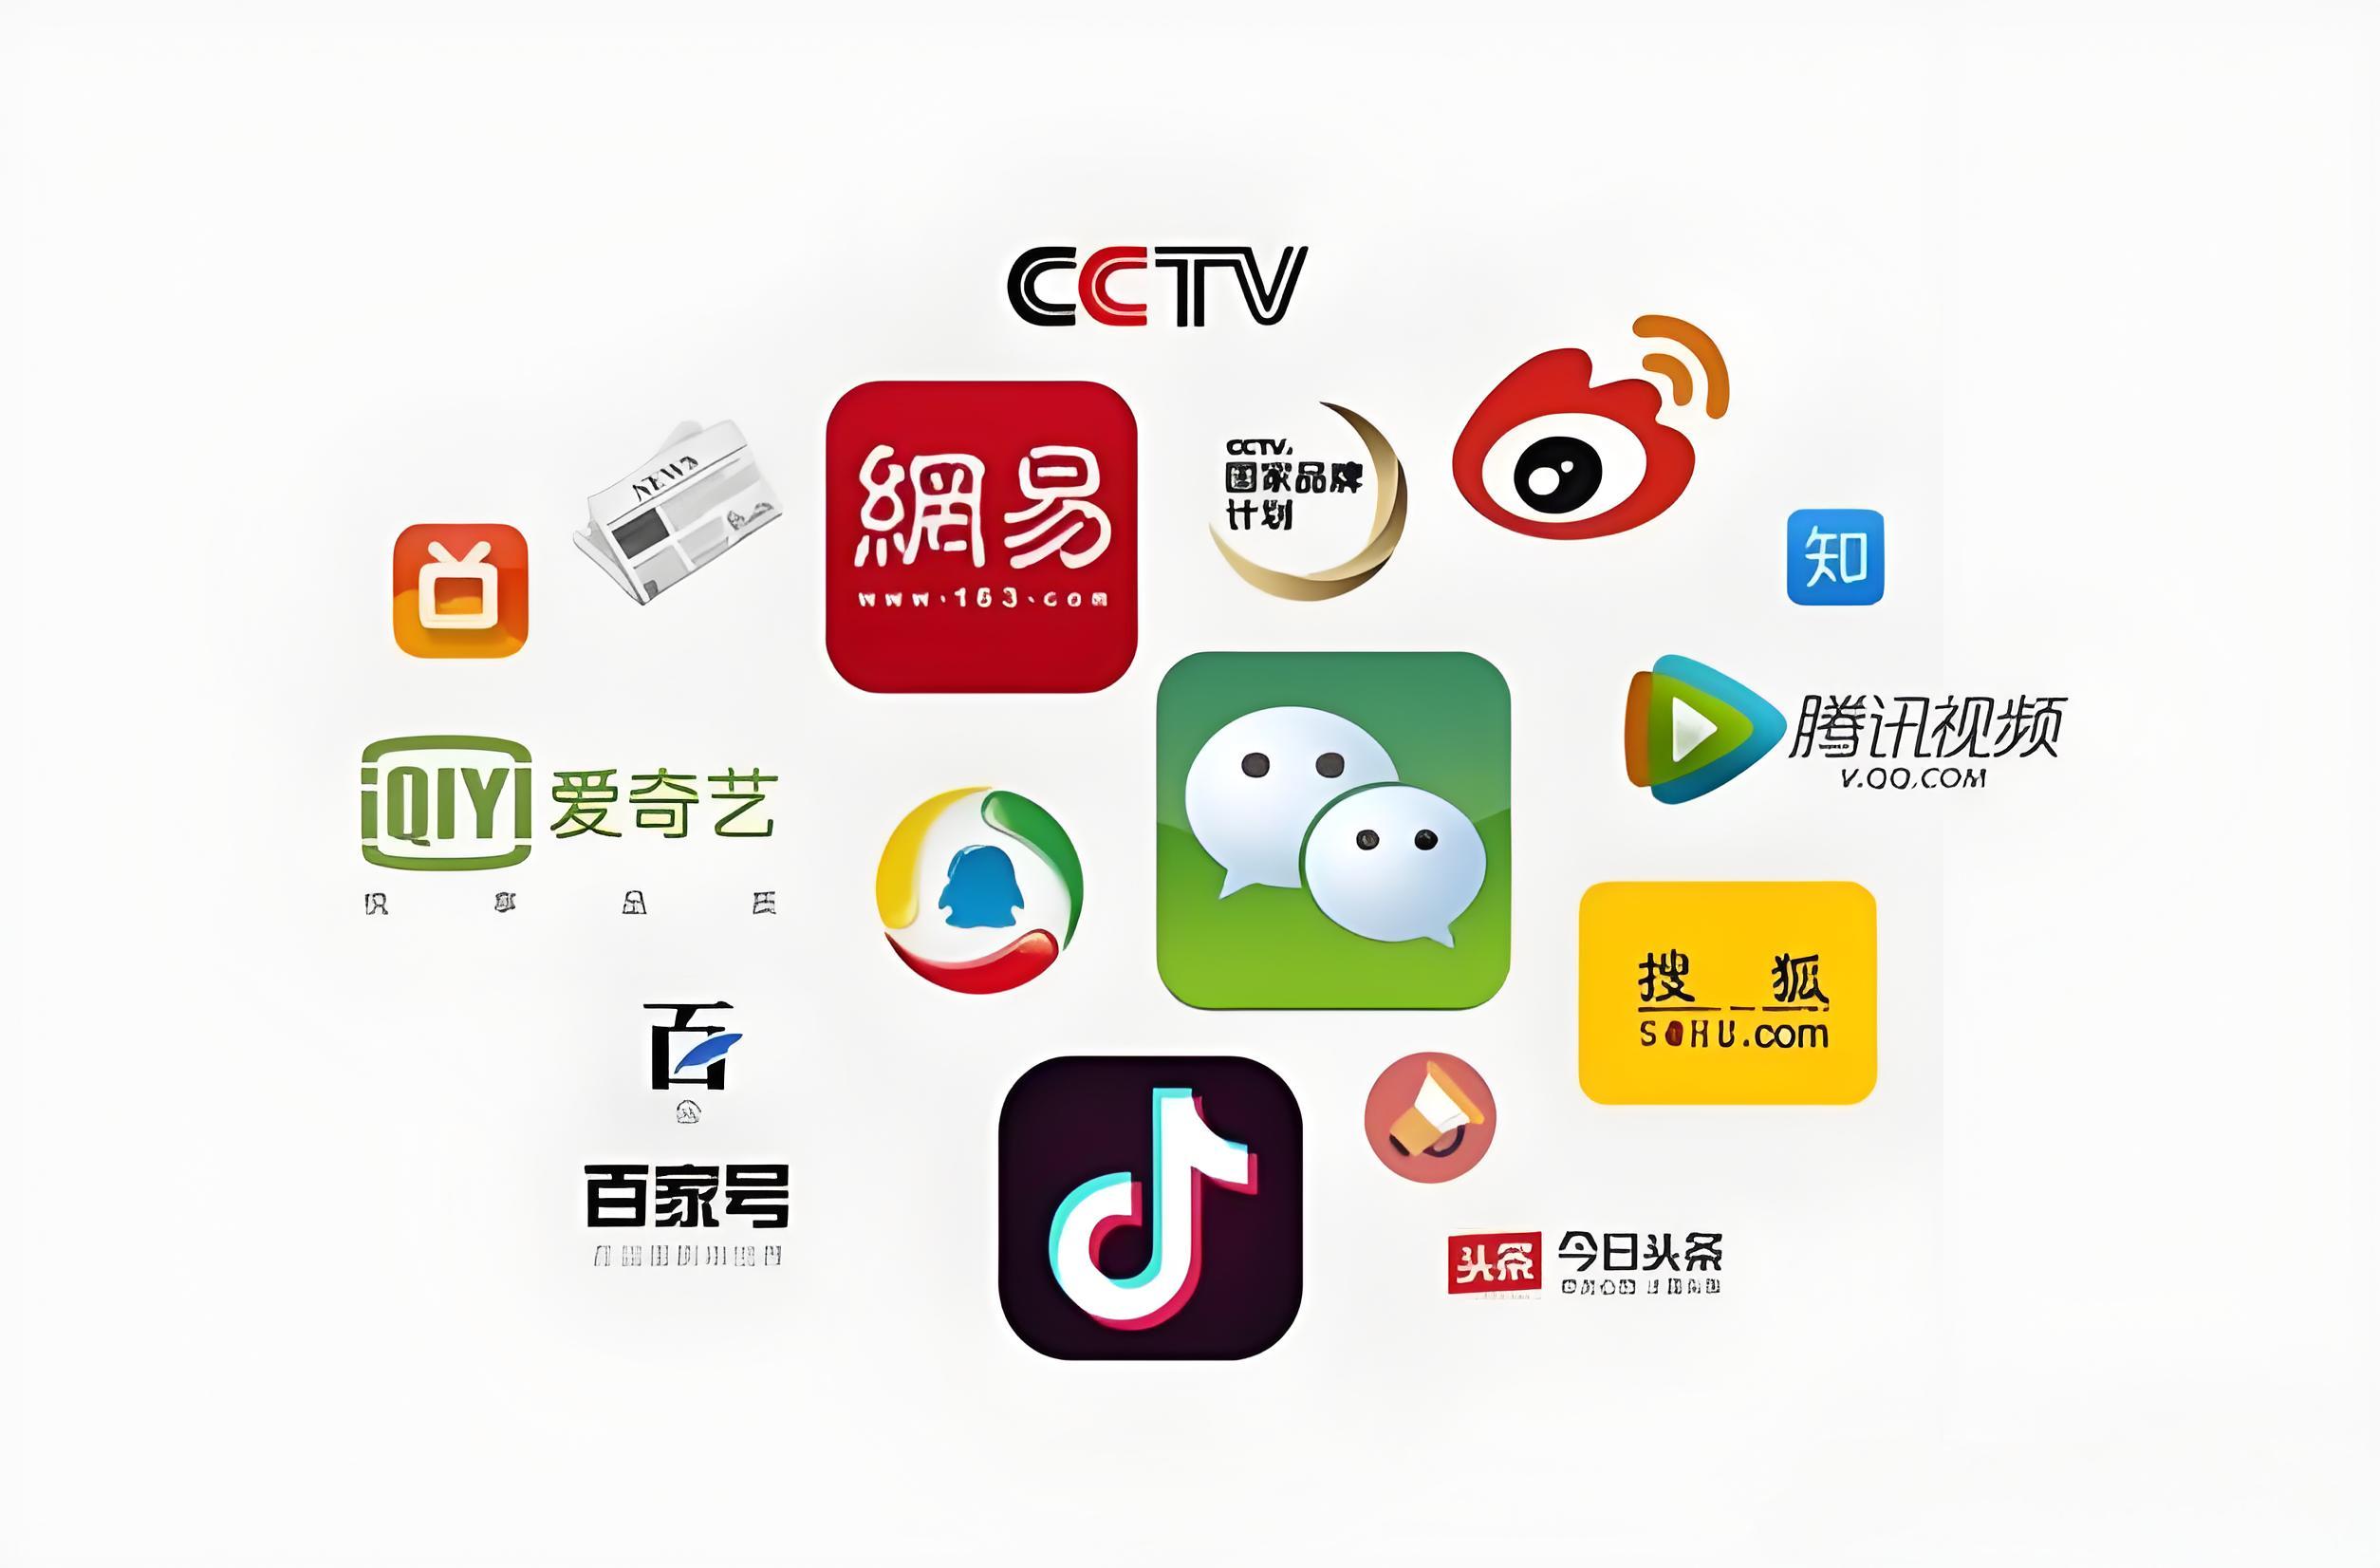 CCTV
NEWS
網易
www.163.com
CCTV.
国家品牌
计划
知
腾讯视频
V.QQ.COM
iQIYI 爱奇艺
搜 狐
SOHU.com
百
百家号
头条 今日头条